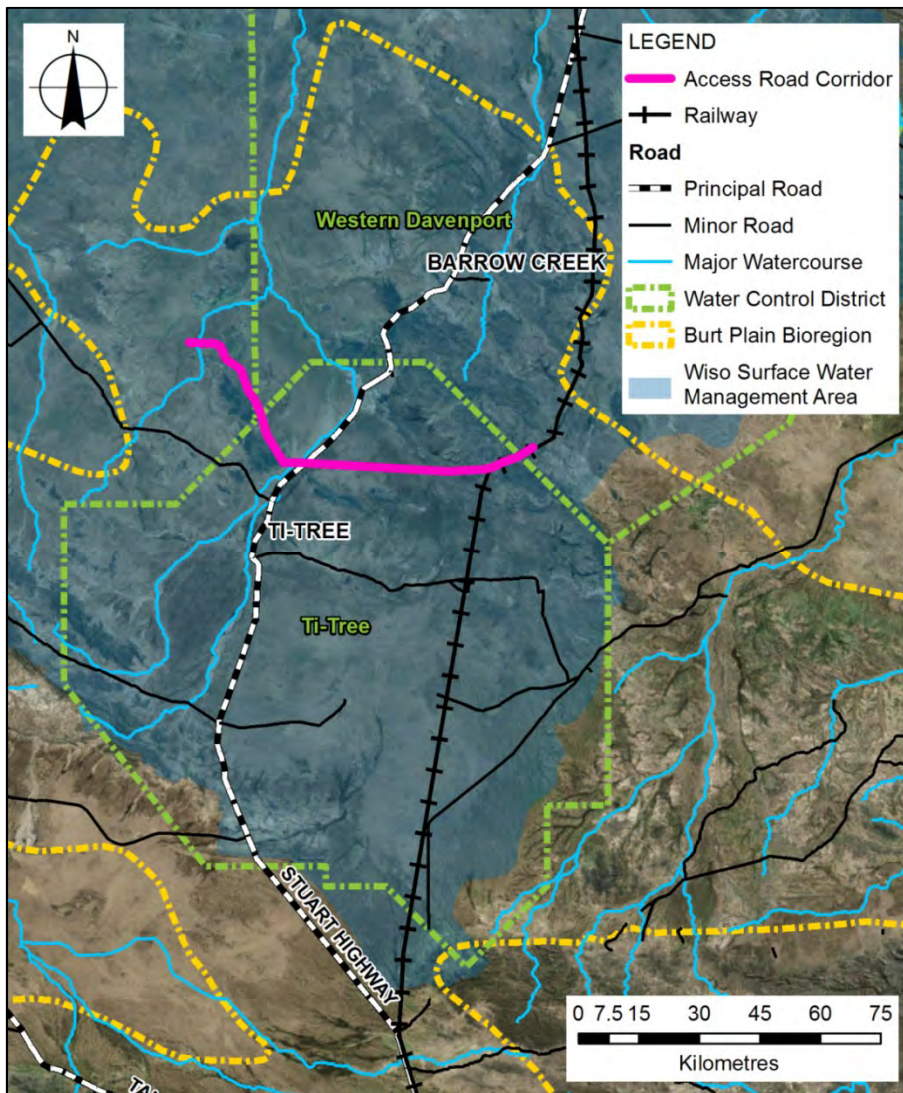 N
LEGEND
Access Road Corridor
Railway
Road
Principal Road
Minor Road
Major Watercourse
Water Control District
Burt Plain Bioregion
Wiso Surface Water
Management Area
Western Davenport
BARROW CREEK
TI-TREE
Ti-Tree
STUART HIGHWAY
0 7.5 15 30 45 60 75
Kilometres